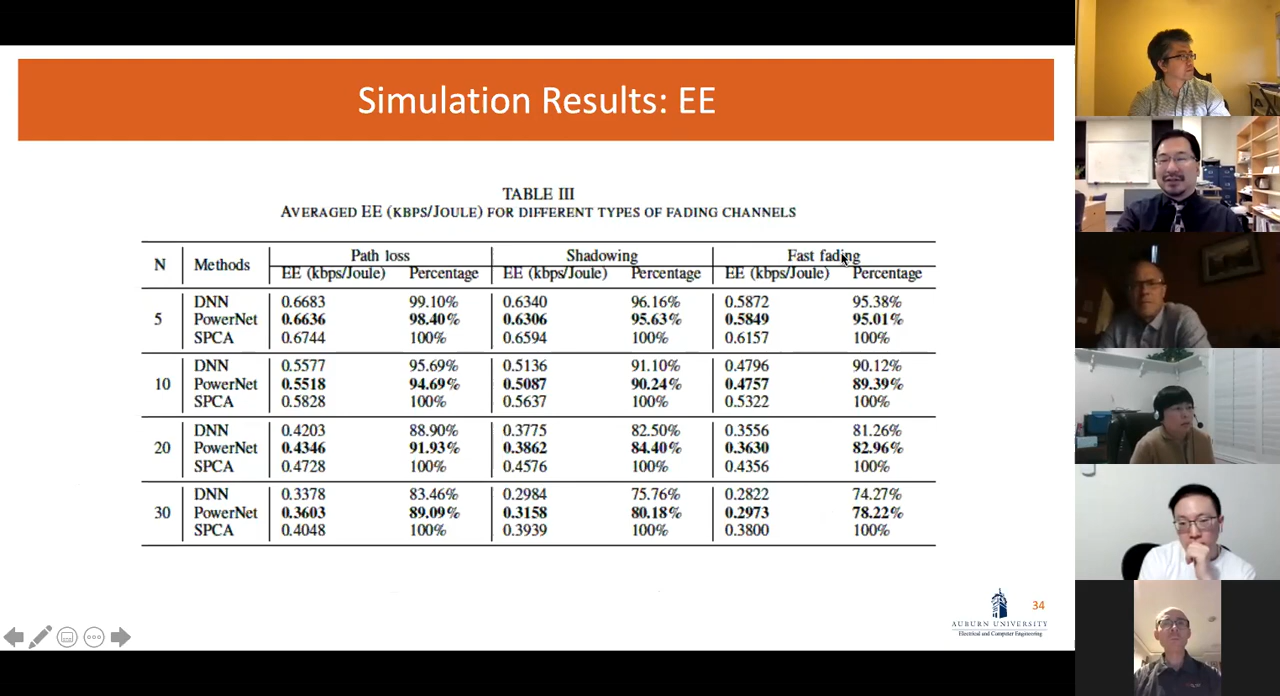 Simulation Results: EE
TABLE III
AVERAGED EE (KBPS/JOULE) FOR DIFFERENT TYPES OF FADING CHANNELS
N Methods Path loss Shadowing Fast fading
EE (kbps/Joule) Percentage EE (kbps/Joule) Percentage EE (kbps/Joule) Percentage
DNN 0.6683 99.10% 0.6340 96.16% 0.5872 95.38%
5 PowerNet 0.6636 98.40% 0.6306 95.63% 0.5849 95.01%
SPCA 0.6744 100% 0.6594 100% 0.6157 100%
DNN 0.5577 95.69% 0.5136 91.10% 0.4796 90.12%
10 PowerNet 0.5518 94.69% 0.5087 90.24% 0.4757 89.39%
SPCA 0.5828 100% 0.5637 100% 0.5322 100%
DNN 0.4203 88.90% 0.3775 82.50% 0.3556 81.26%
20 PowerNet 0.4346 91.93% 0.3862 84.40% 0.3630 82.96%
SPCA 0.4728 100% 0.4576 100% 0.4356 100%
DNN 0.3378 83.46% 0.2984 75.76% 0.2822 74.27%
30 PowerNet 0.3603 89.09% 0.3158 80.18% 0.2973 78.22%
SPCA 0.4048 100% 0.3939 100% 0.3800 100%
34
AUBURN UNIVERSITY
Electrical and Computer Engineering